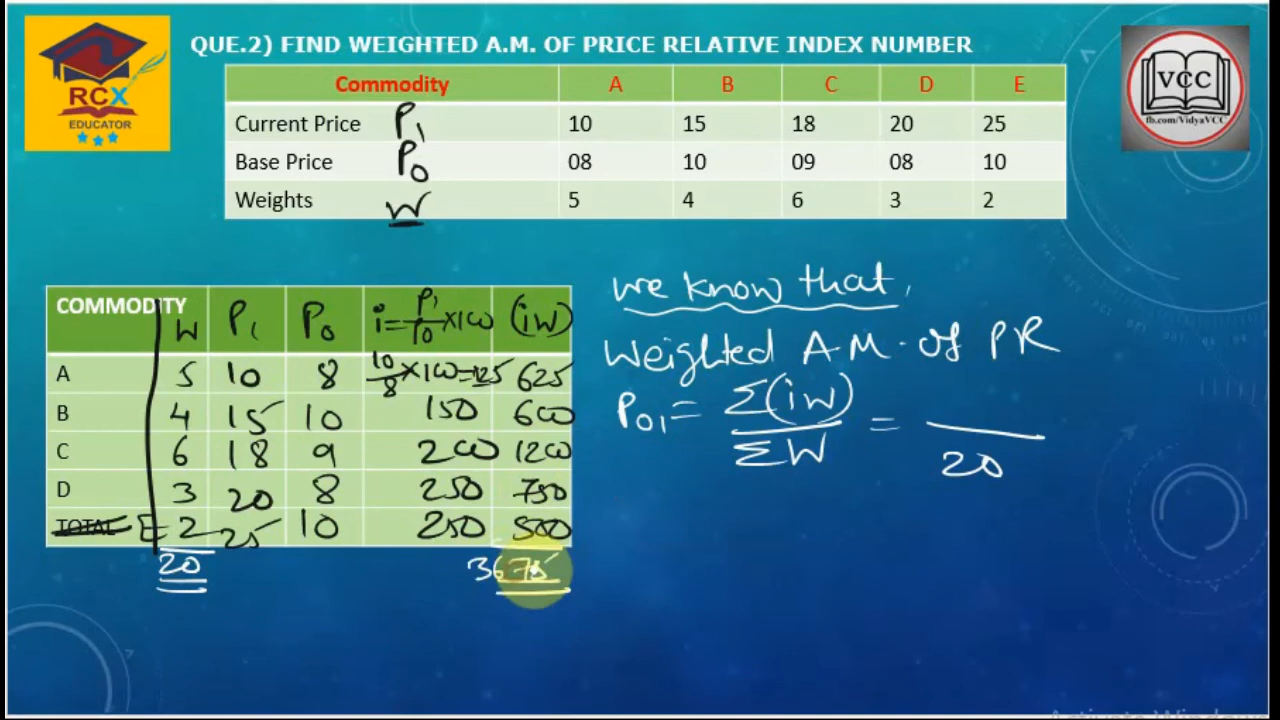 QUE.2) FIND WEIGHTED A.M. OF PRICE RELATIVE INDEX NUMBER
RCX
EDUCATOR
VCC
fb.com/VidyaVCC
Commodity A B C D E
Current Price P₁ 10 15 18 20 25
Base Price P₀ 08 10 09 08 10
Weights W 5 4 6 3 2
COMMODITY W P₁ P₀ i=P₁/P₀×100 (iW)
A 5 10 8 10/8×100=125 625
B 4 15 10 150 600
C 6 18 9 200 1200
D 3 20 8 250 750
TOTAL E 2 25 10 250 500
20 3675
we know that,
Weighted A.M. of PR
P₀₁ = Σ(iW)/ΣW = /20